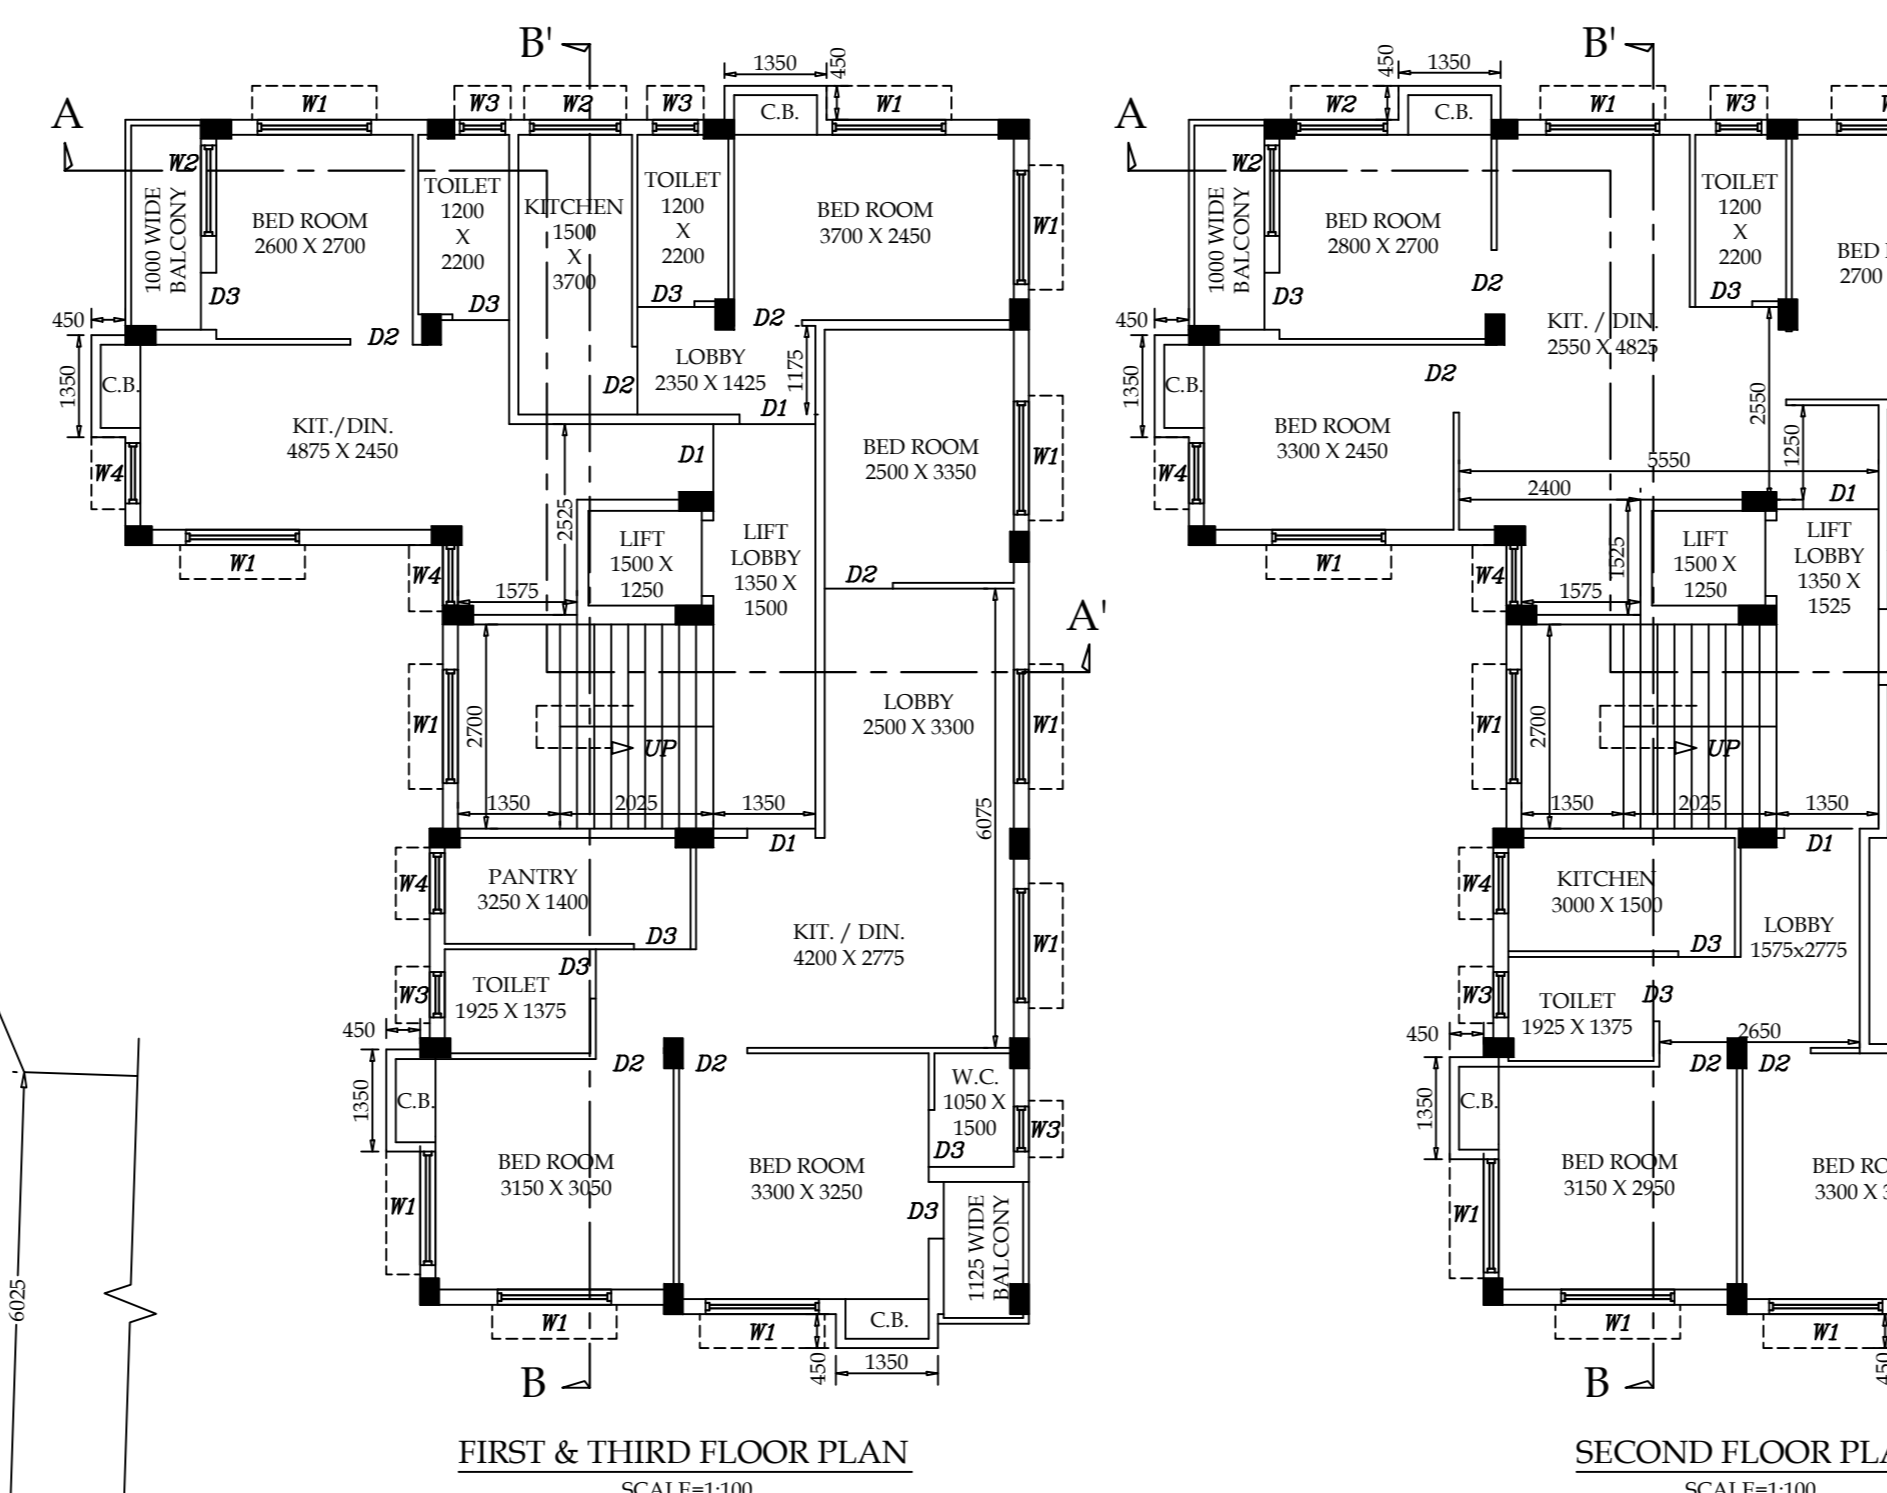 B'
1350
450
W1
W3
W2
W3
W1
C.B.
A
W2
1000 WIDE
BALCONY
BED ROOM
2600 X 2700
TOILET
1200
X
2200
KITCHEN
1500
X
3700
TOILET
1200
X
2200
BED ROOM
3700 X 2450
W1
D3
D3
D3
D2
D2
450
1350
C.B.
LOBBY
2350 X 1425
1175
D2
D1
KIT./DIN.
4875 X 2450
D1
BED ROOM
2500 X 3350
W1
W4
2525
LIFT
1500 X
1250
LIFT
LOBBY
1350 X
1500
W1
W4
1575
D2
A'
LOBBY
2500 X 3300
W1
W1
2700
UP
1350
2025
1350
6075
D1
PANTRY
3250 X 1400
W4
D3
KIT. / DIN.
4200 X 2775
W1
D3
TOILET
1925 X 1375
W3
450
D2
D2
W.C.
1050 X
1500
W3
D3
1350
C.B.
BED ROOM
3150 X 3050
BED ROOM
3300 X 3250
W1
D3
1125 WIDE
BALCONY
W1
W1
C.B.
450
1350
B
6025
FIRST & THIRD FLOOR PLAN
SCALE=1:100
B'
450
1350
W2
W1
W3
C.B.
A
W2
1000 WIDE
BALCONY
BED ROOM
2800 X 2700
TOILET
1200
X
2200
BED
2700
D3
D2
D3
450
1350
C.B.
KIT. / DIN.
2550 X 4825
D2
2550
1250
BED ROOM
3300 X 2450
5550
2400
D1
W4
1525
LIFT
1500 X
1250
LIFT
LOBBY
1350 X
1525
W1
W4
1575
W1
2700
UP
1350
2025
1350
D1
KITCHEN
3000 X 1500
W4
D3
LOBBY
1575x2775
TOILET
1925 X 1375
D3
W3
450
2650
D2
D2
1350
C.B.
BED ROOM
3150 X 2950
BED RO
3300 X
W1
W1
W1
450
B
SECOND FLOOR PLA
SCALE=1:100